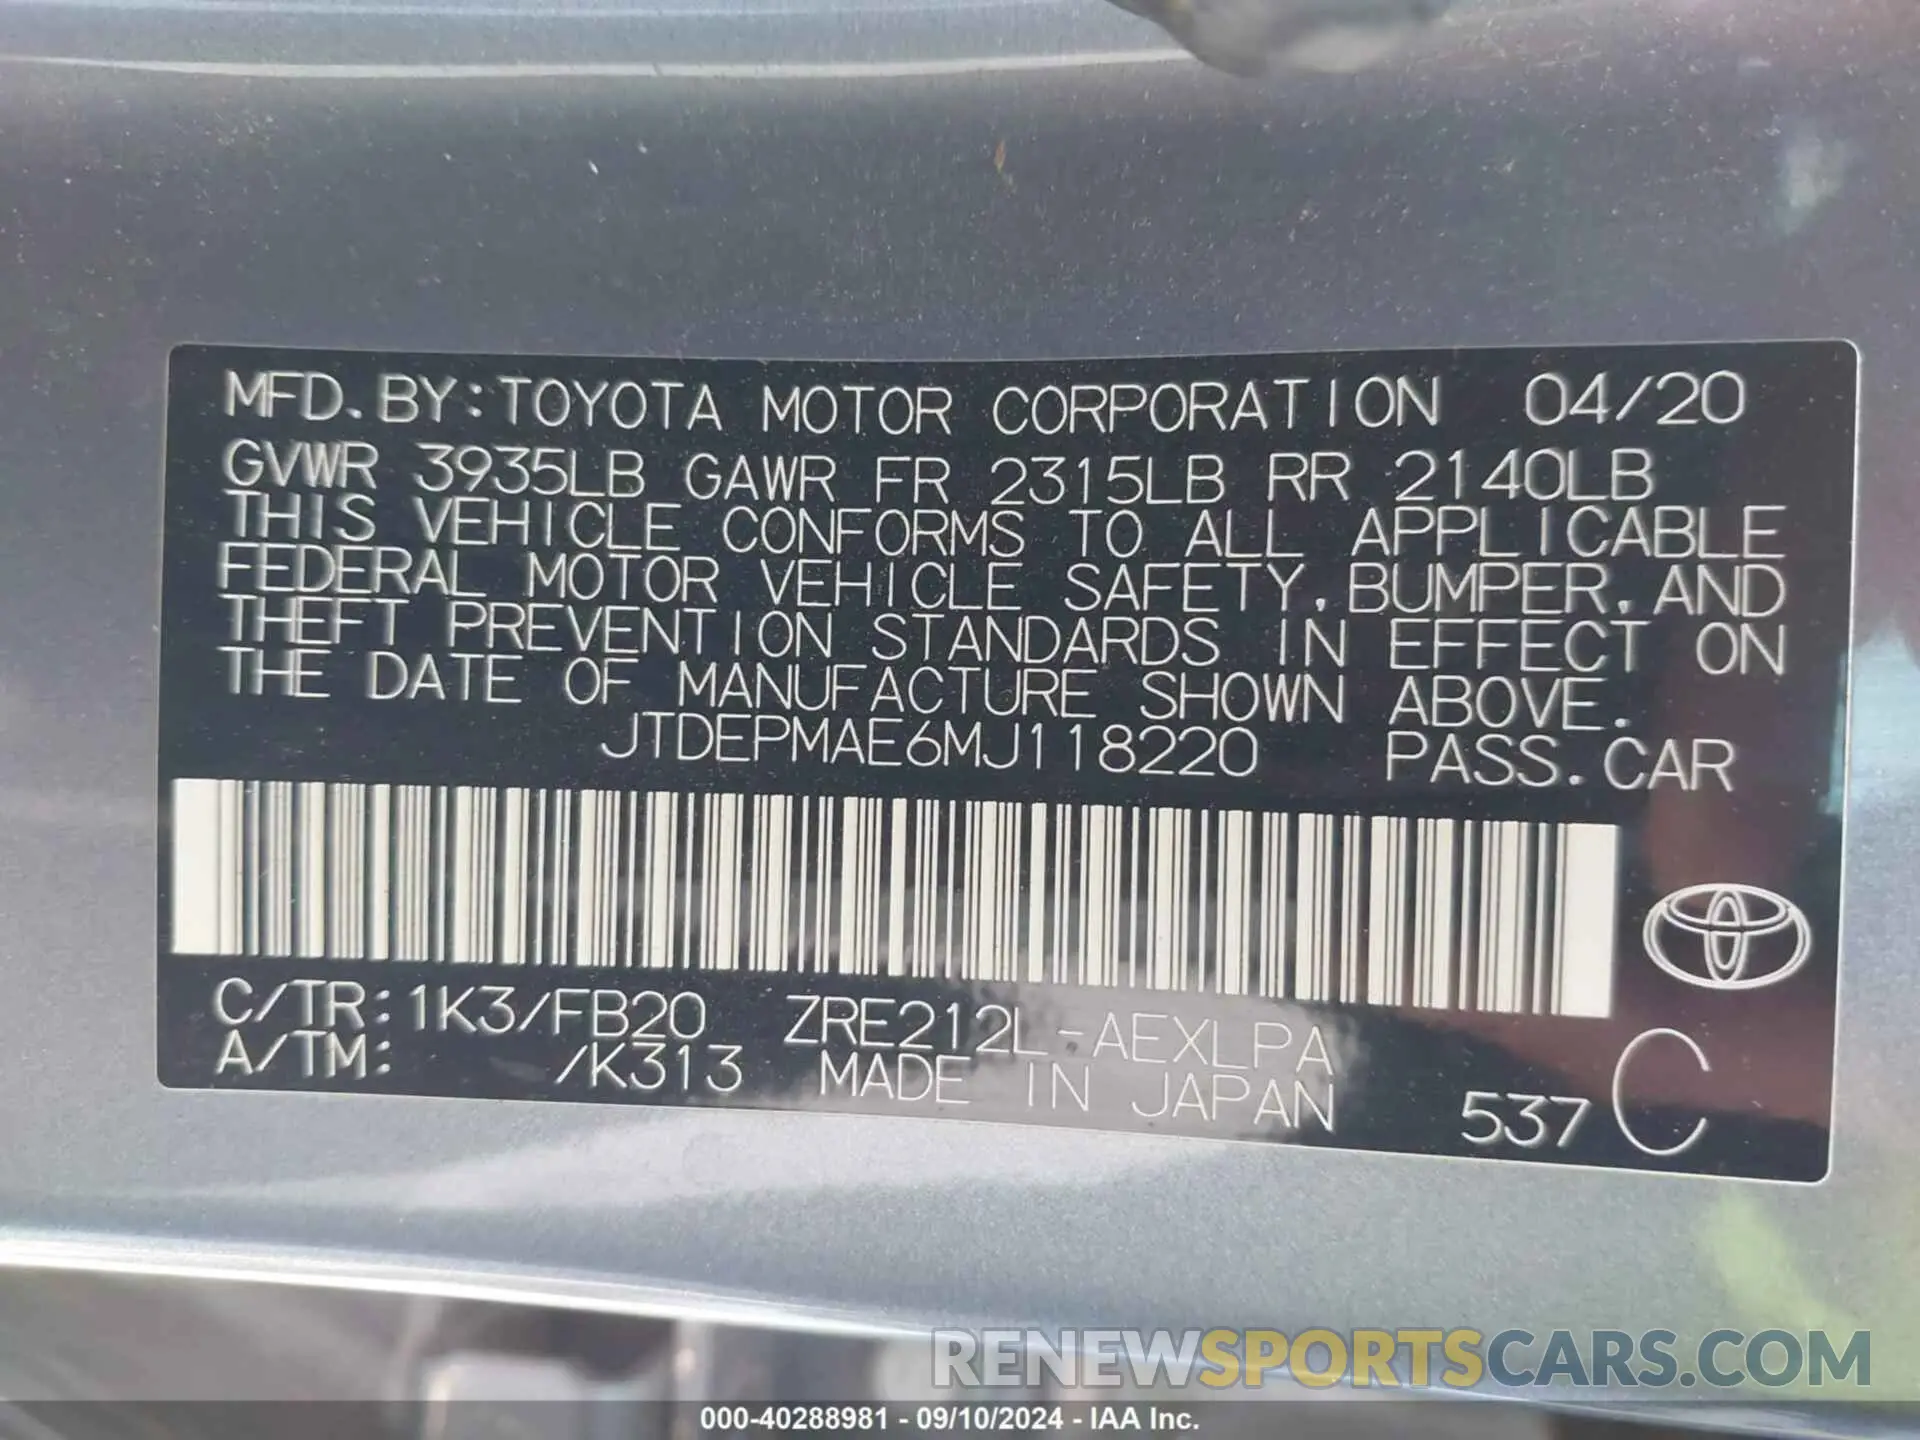 MFD.BY:TOYOTA MOTOR CORPORATION 04/20
GVWR 3935LB GAWR FR 2315LB RR 2140LB
THIS VEHICLE CONFORMS TO ALL APPLICABLE
FEDERAL MOTOR VEHICLE SAFETY,BUMPER,AND
THEFT PREVENTION STANDARDS IN EFFECT ON
THE DATE OF MANUFACTURE SHOWN ABOVE.
JTDEPMAE6MJ118220 PASS.CAR
C/TR:1K3/FB20 ZRE212L-AEXLPA
A/TM: /K313 MADE IN JAPAN 537 C
RENEWSPORTSCARS.COM
000-40288981 - 09/10/2024 - IAA Inc.